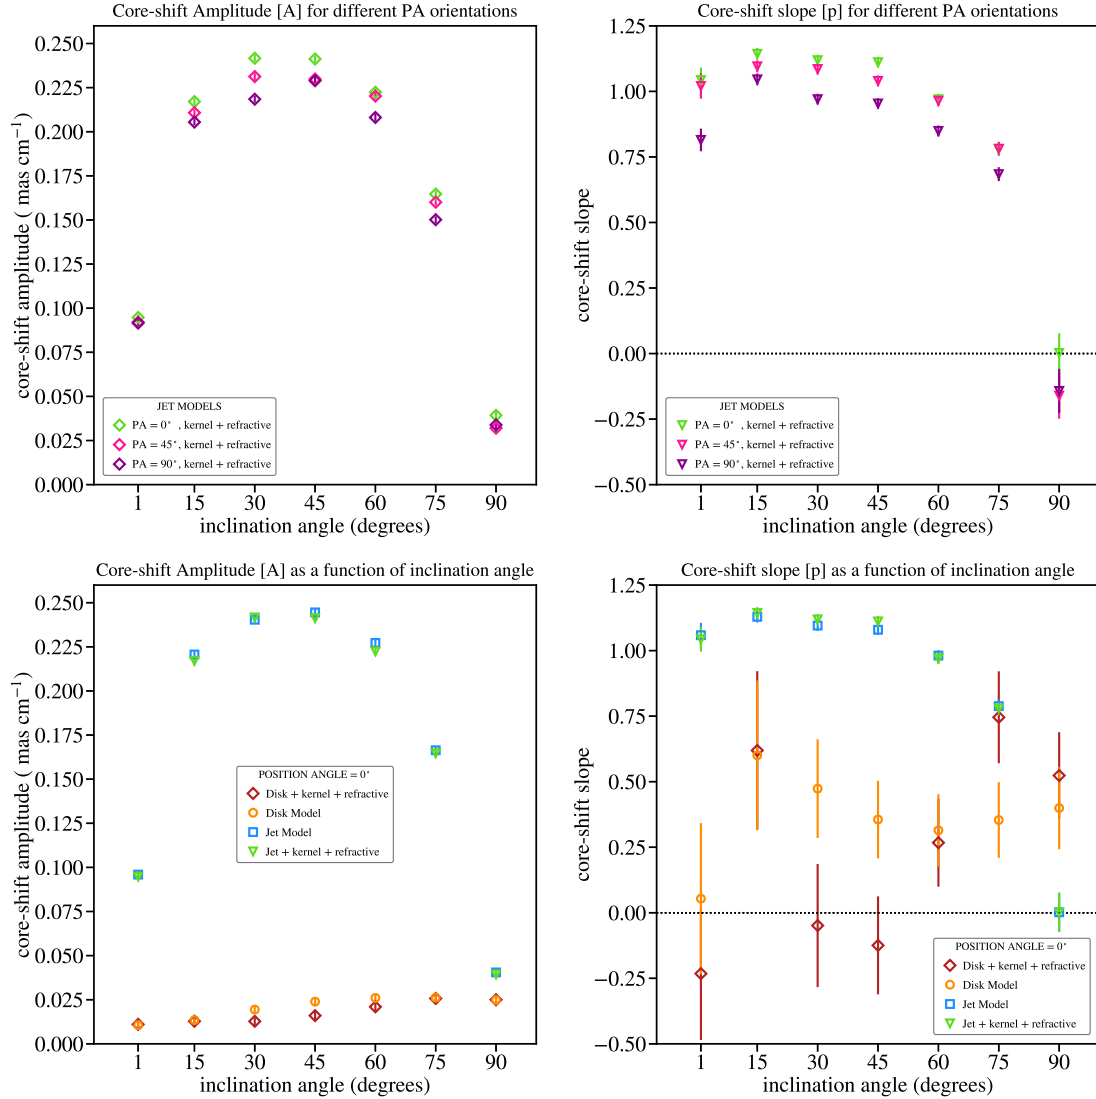 Core-shift Amplitude [A] for different PA orientations
core-shift amplitude ( mas cm⁻¹)
0.250
0.225
0.200
0.175
0.150
0.125
0.100
0.075
0.050
0.025
0.000
JET MODELS
PA = 0° , kernel + refractive
PA = 45°, kernel + refractive
PA = 90°, kernel + refractive
1 15 30 45 60 75 90
inclination angle (degrees)
Core-shift slope [p] for different PA orientations
core-shift slope
1.25
1.00
0.75
0.50
0.25
0.00
−0.25
−0.50
JET MODELS
PA = 0° , kernel + refractive
PA = 45°, kernel + refractive
PA = 90°, kernel + refractive
1 15 30 45 60 75 90
inclination angle (degrees)
Core-shift Amplitude [A] as a function of inclination angle
core-shift amplitude ( mas cm⁻¹)
0.250
0.225
0.200
0.175
0.150
0.125
0.100
0.075
0.050
0.025
0.000
POSITION ANGLE = 0°
Disk + kernel + refractive
Disk Model
Jet Model
Jet + kernel + refractive
1 15 30 45 60 75 90
inclination angle (degrees)
Core-shift slope [p] as a function of inclination angle
core-shift slope
1.25
1.00
0.75
0.50
0.25
0.00
−0.25
−0.50
POSITION ANGLE = 0°
Disk + kernel + refractive
Disk Model
Jet Model
Jet + kernel + refractive
1 15 30 45 60 75 90
inclination angle (degrees)